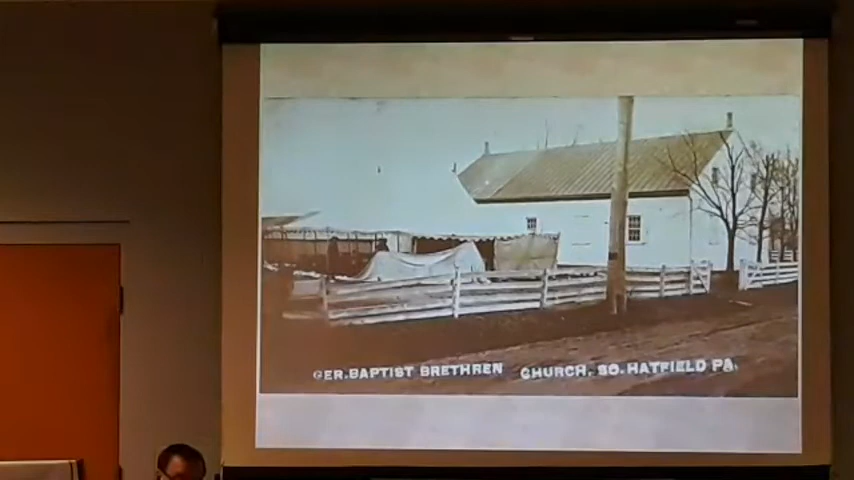 GER. BAPTIST BRETHREN CHURCH, SO. HATFIELD PA.